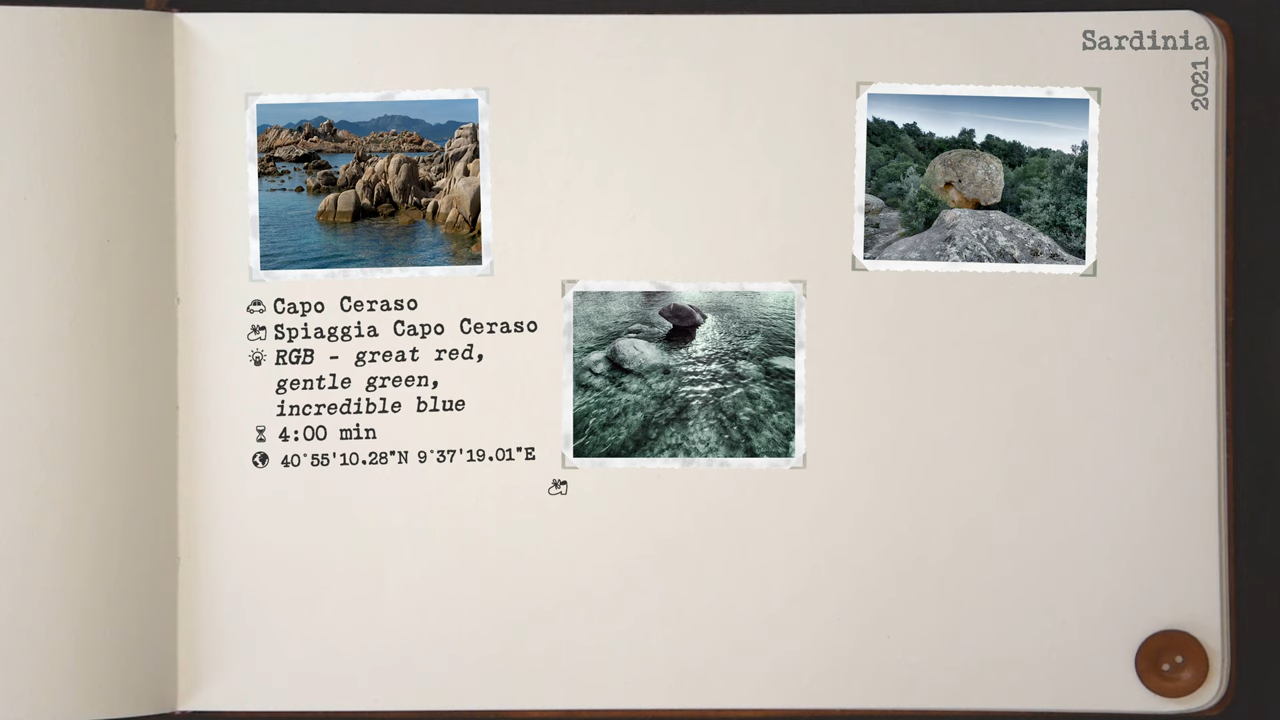 Sardinia
2021
Capo Ceraso
Spiaggia Capo Ceraso
RGB - great red,
gentle green,
incredible blue
4:00 min
40°55'10.28"N 9°37'19.01"E